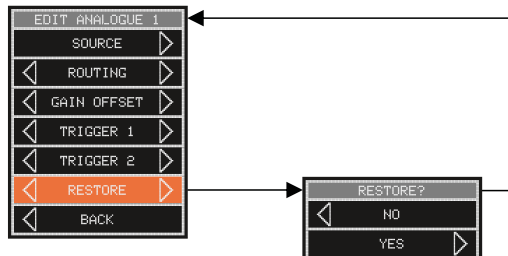 EDIT ANALOGUE 1
SOURCE
ROUTING
GAIN OFFSET
TRIGGER 1
TRIGGER 2
RESTORE
BACK
RESTORE?
NO
YES